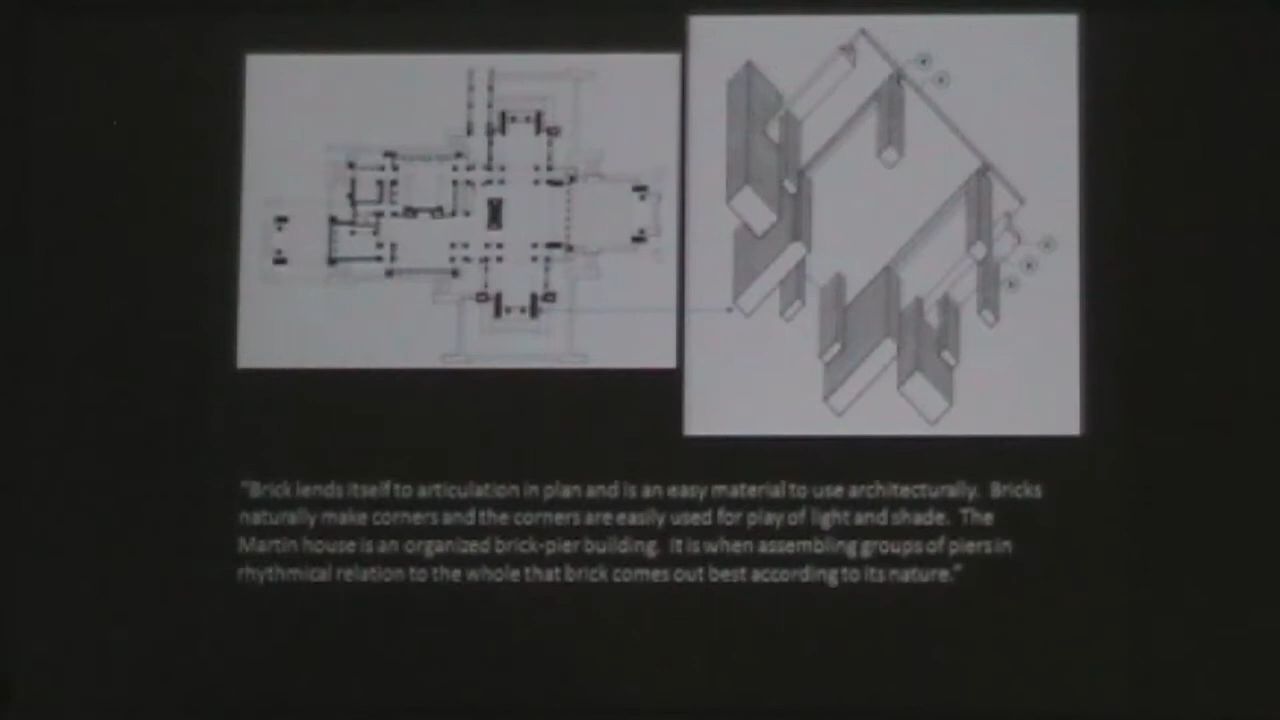 "Brick lends itself to articulation in plan and is an easy material to use architecturally. Bricks
naturally make corners and the corners are easily used for play of light and shade. The
Martin house is an organized brick-pier building. It is when assembling groups of piers in
rhythmical relation to the whole that brick comes out best according to its nature."